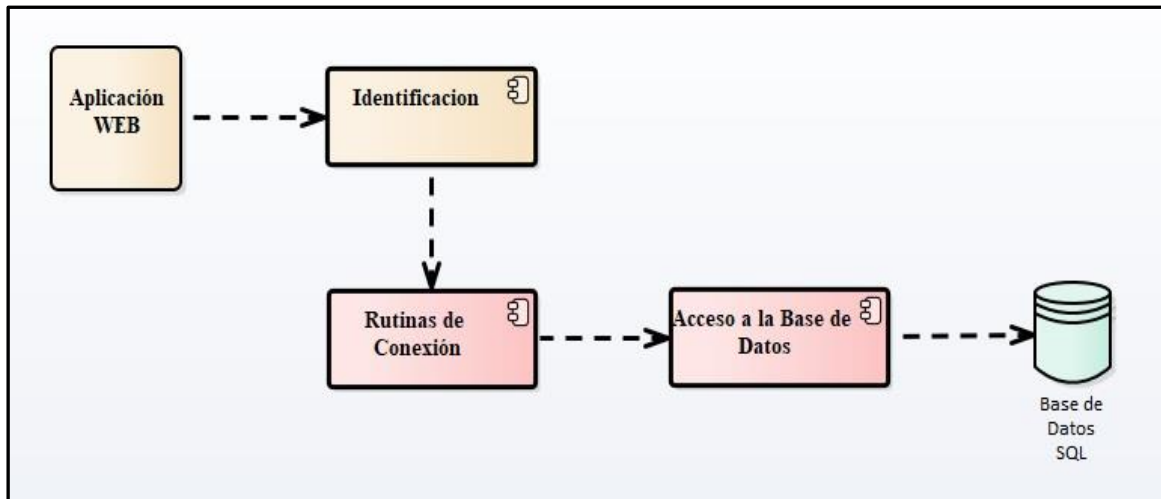 Aplicación
WEB
Identificacion
Rutinas de
Conexión
Acceso a la Base de
Datos
Base de
Datos
SQL